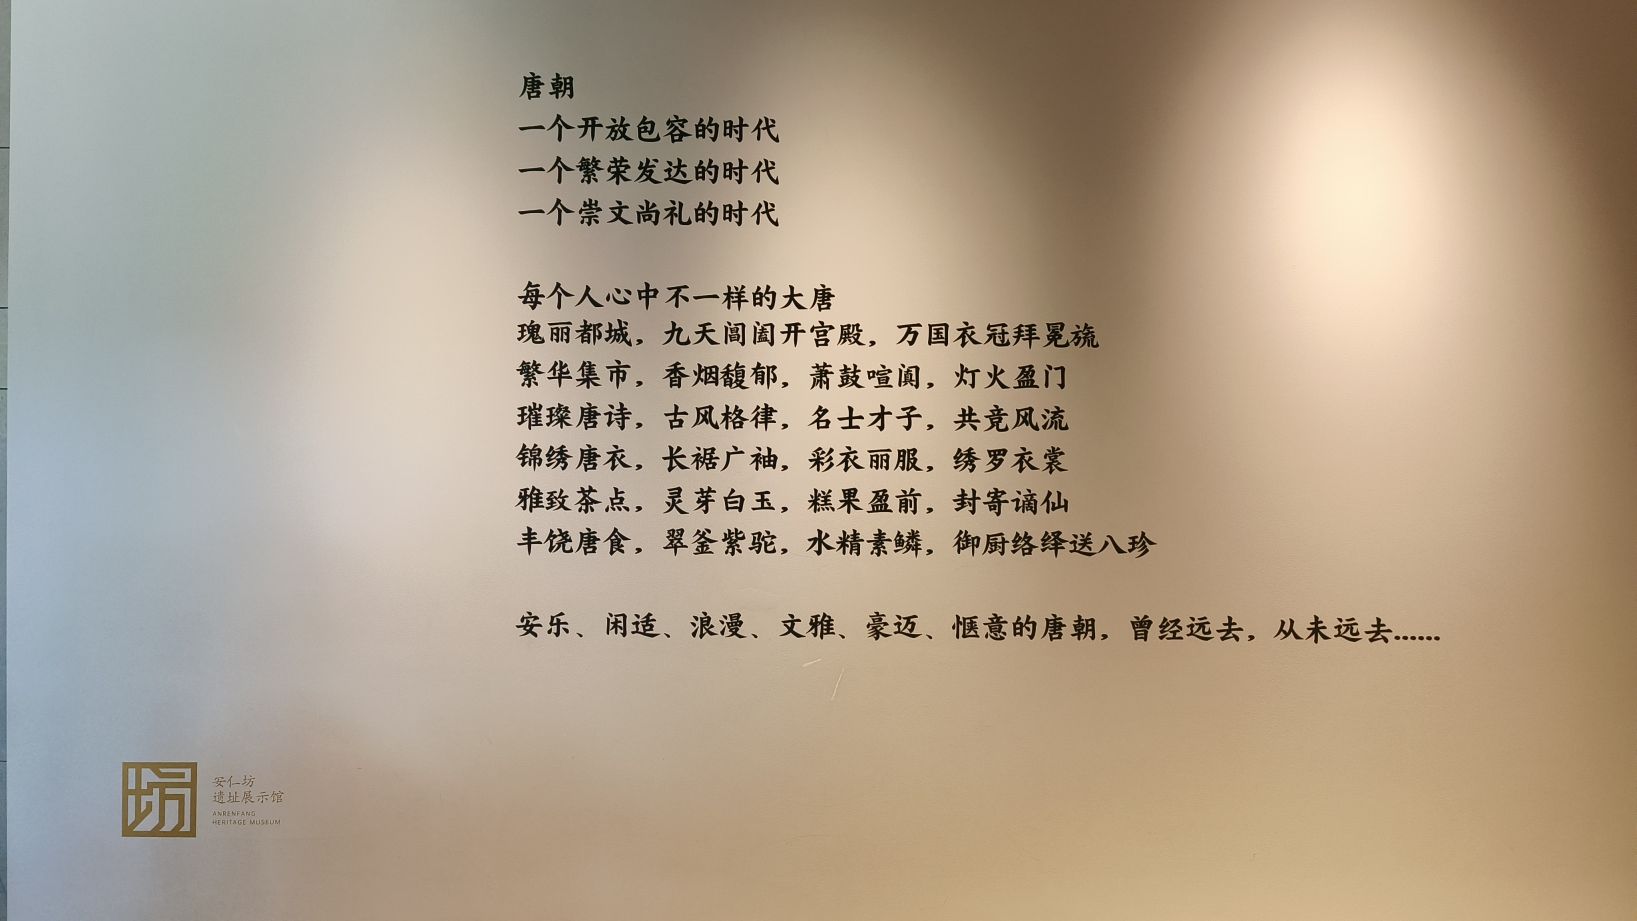 唐朝
一个开放包容的时代
一个繁荣发达的时代
一个崇文尚礼的时代
每个人心中不一样的大唐
瑰丽都城，九天阊阖开宫殿，万国衣冠拜冕旒
繁华集市，香烟馥郁，萧鼓喧阗，灯火盈门
璀璨唐诗，古风格律，名士才子，共竞风流
锦绣唐衣，长裾广袖，彩衣丽服，绣罗衣裳
雅致茶点，灵芽白玉，糕果盈前，封寄谪仙
丰饶唐食，翠釜紫驼，水精素鳞，御厨络绎送八珍
安乐、闲适、浪漫、文雅、豪迈、惬意的唐朝，曾经远去，从未远去……
坊
安仁坊
遗址展示馆
ANRENFANG
HERITAGE MUSEUM